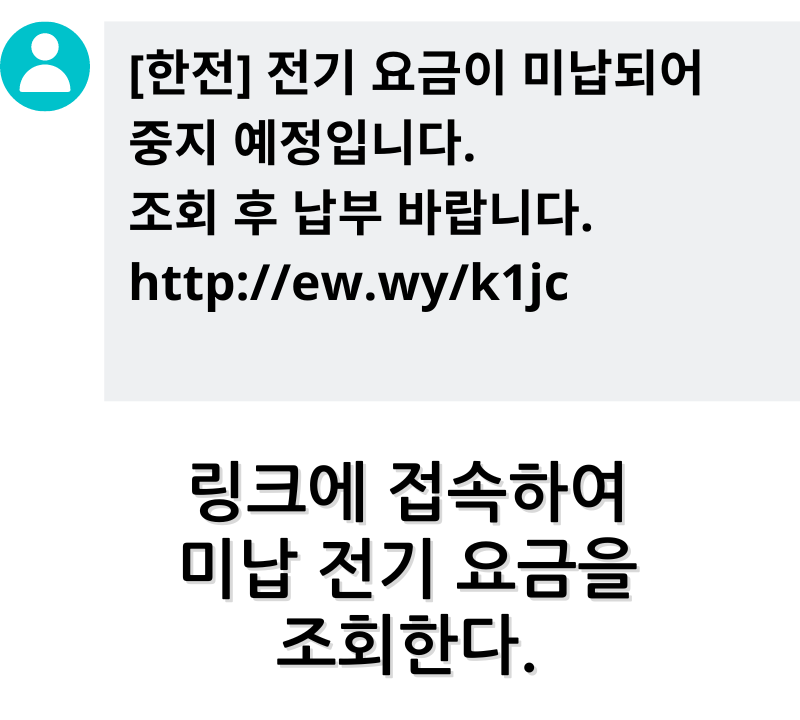 [한전] 전기 요금이 미납되어
중지 예정입니다.
조회 후 납부 바랍니다.
http://ew.wy/k1jc
링크에 접속하여
미납 전기 요금을
조회한다.